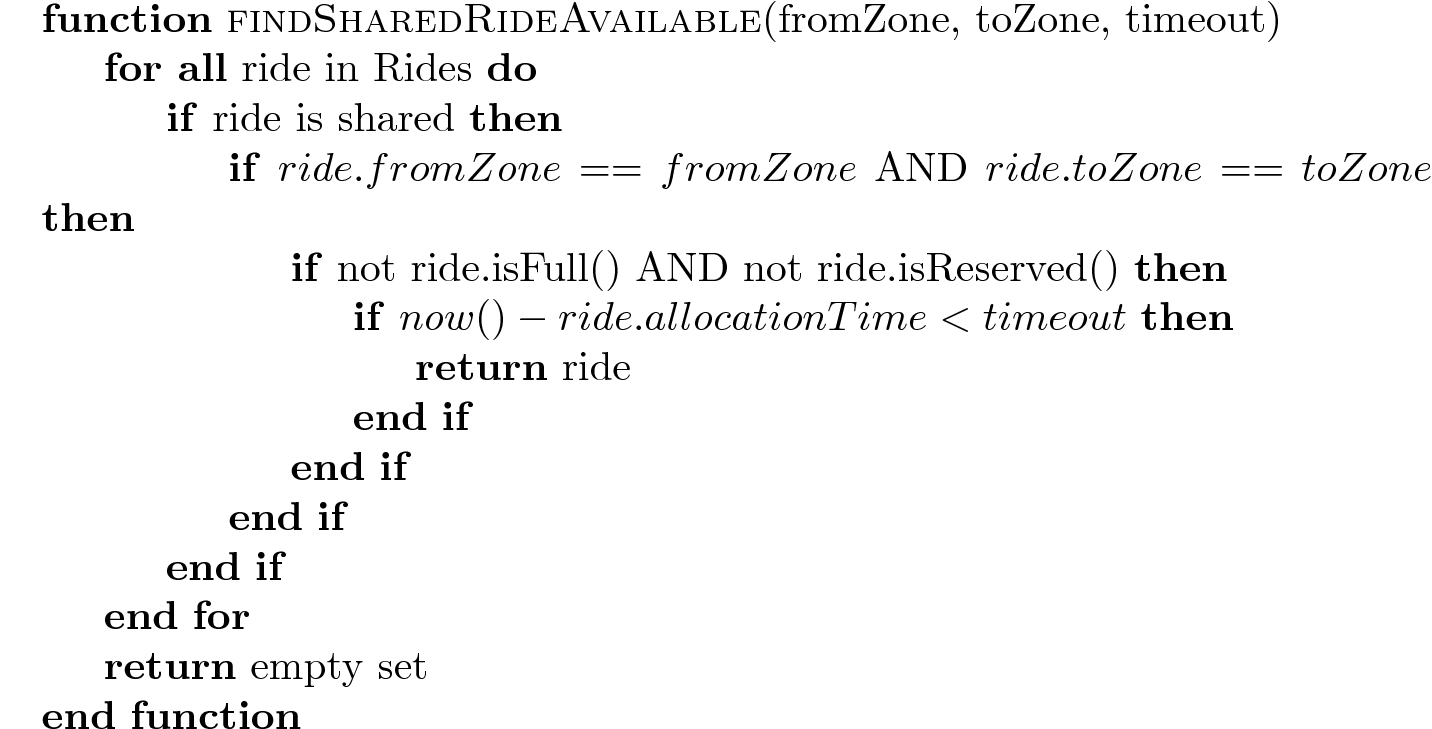 function FINDSHAREDRIDEAVAILABLE(fromZone, toZone, timeout)
for all ride in Rides do
if ride is shared then
if ride.fromZone == fromZone AND ride.toZone == toZone
then
if not ride.isFull() AND not ride.isReserved() then
if now() − ride.allocationTime < timeout then
return ride
end if
end if
end if
end if
end for
return empty set
end function